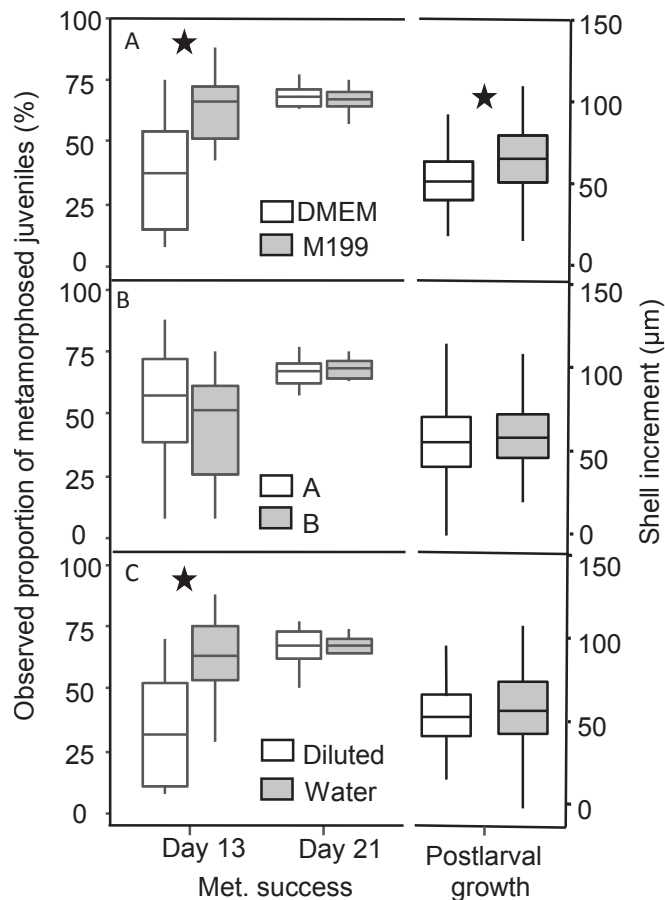 Observed proportion of metamorphosed juveniles (%)
Shell increment (µm)
A
100
75
50
25
0
DMEM
M199
150
100
50
0
B
100
75
50
25
0
A
B
150
100
50
0
C
100
75
50
25
0
Diluted
Water
150
100
50
0
Day 13
Day 21
Met. success
Postlarval
growth